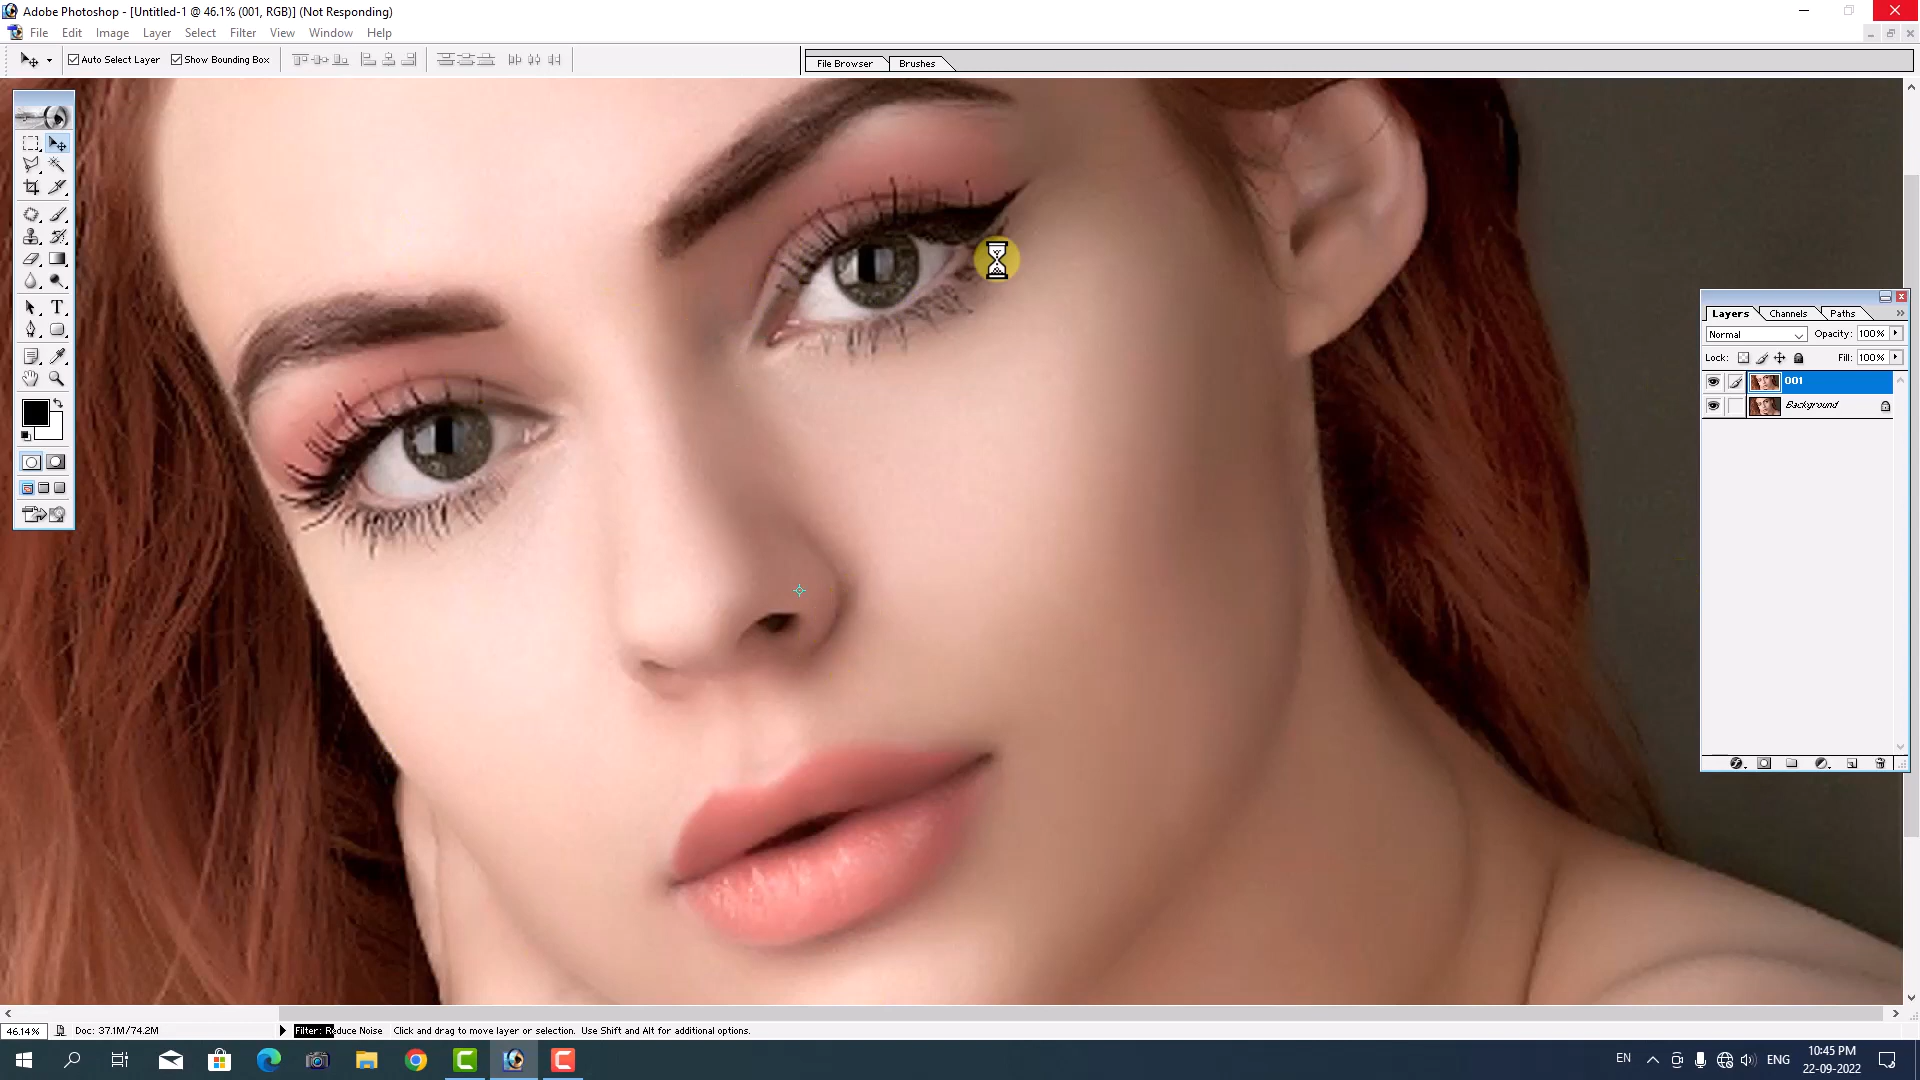 Adobe Photoshop - [Untitled-1 @ 46.1% (001, RGB)] (Not Responding)
File Edit Image Layer Select Filter View Window Help
Auto Select Layer Show Bounding Box
File Browser Brushes
T
Layers Channels Paths
Normal Opacity: 100%
Lock: Fill: 100%
001
Background
46.14% Doc: 37.1M/74.2M Filter: Reduce Noise Click and drag to move layer or selection. Use Shift and Alt for additional options.
EN ENG 10:45 PM
22-09-2022